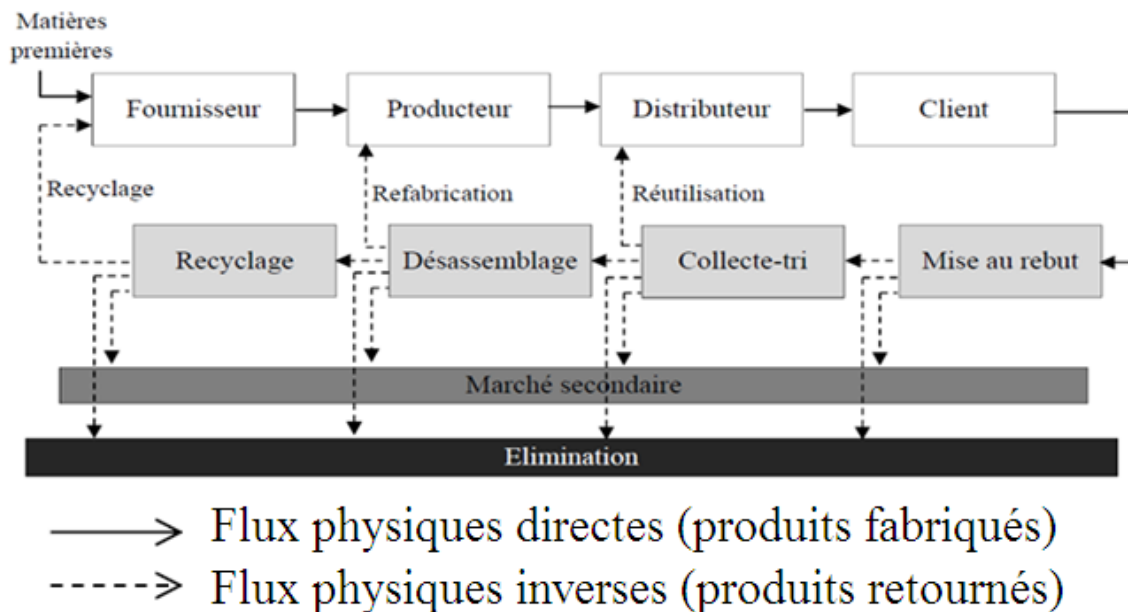 Matières
premières
Fournisseur
Producteur
Distributeur
Client
Recyclage
Refabrication
Réutilisation
Recyclage
Désassemblage
Collecte-tri
Mise au rebut
Marché secondaire
Elimination
Flux physiques directes (produits fabriqués)
Flux physiques inverses (produits retournés)